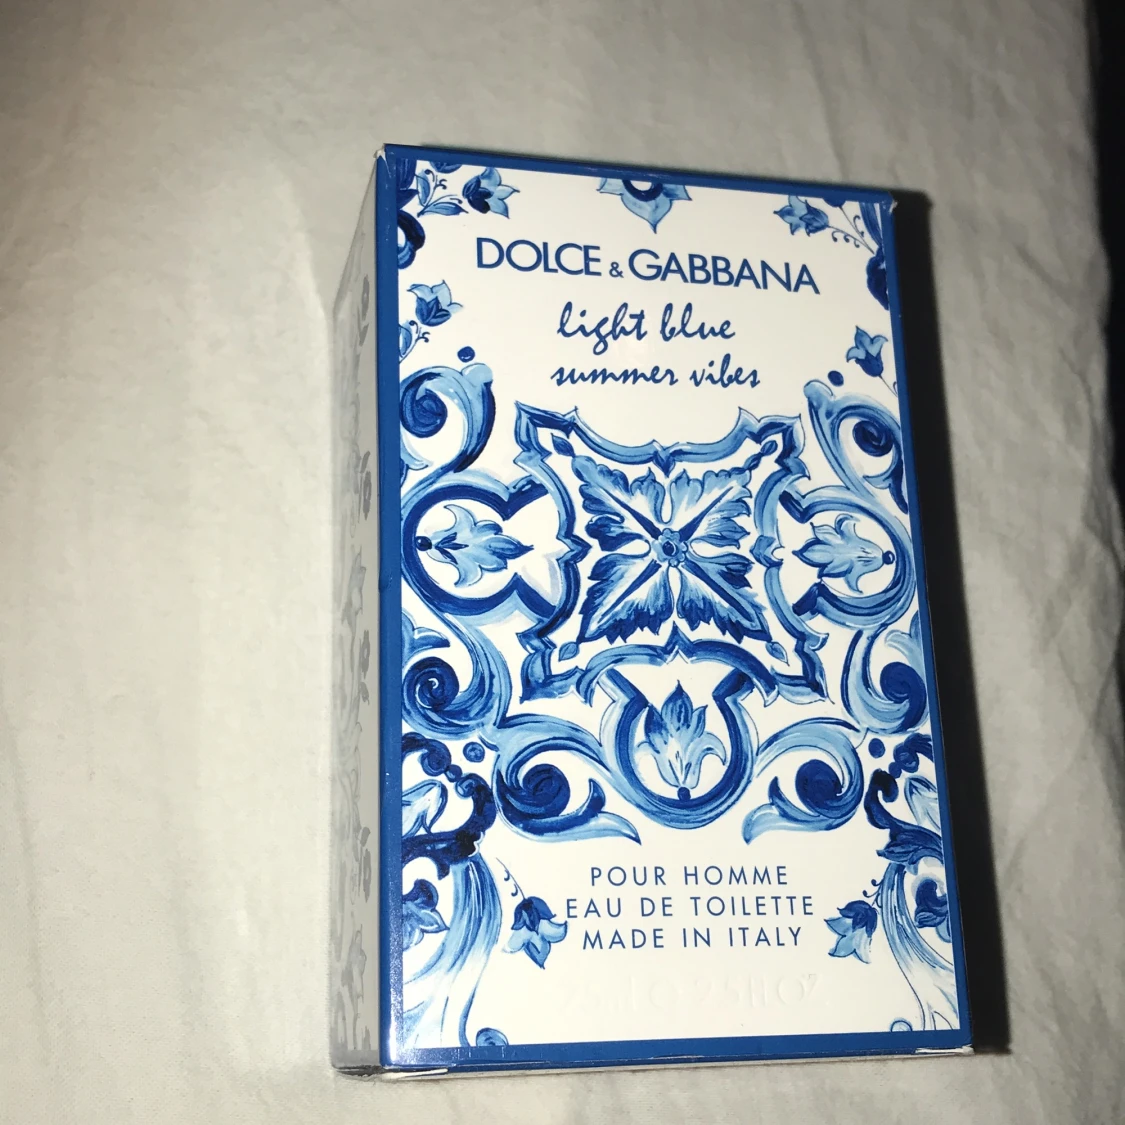 DOLCE & GABBANA
light blue
summer vibes
POUR HOMME
EAU DE TOILETTE
MADE IN ITALY